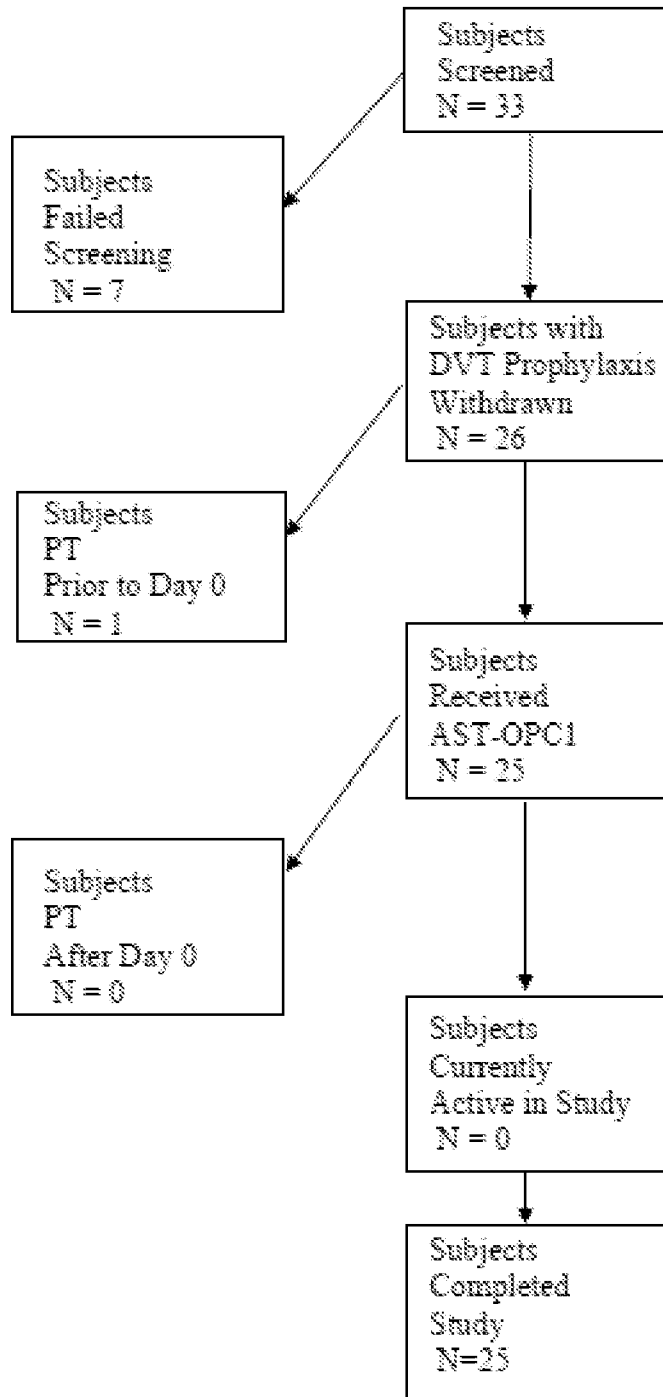 Subjects
Screened
N = 33
Subjects
Failed
Screening
N = 7
Subjects with
DVT Prophylaxis
Withdrawn
N = 26
Subjects
PT
Prior to Day 0
N = 1
Subjects
Received
AST-OPC1
N = 25
Subjects
PT
After Day 0
N = 0
Subjects
Currently
Active in Study
N = 0
Subjects
Completed
Study
N=25